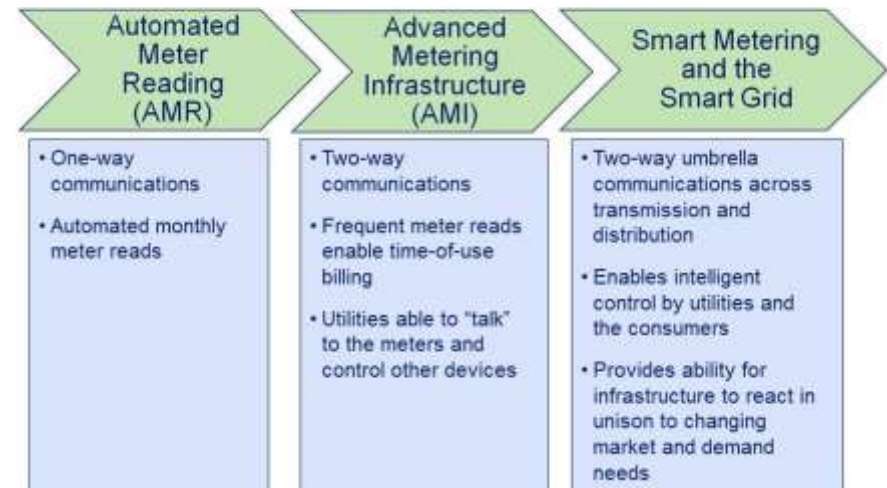 Automated
Meter
Reading
(AMR)
• One-way
communications
• Automated monthly
meter reads
Advanced
Metering
Infrastructure
(AMI)
• Two-way
communications
• Frequent meter reads
enable time-of-use
billing
• Utilities able to “talk”
to the meters and
control other devices
Smart Metering
and the
Smart Grid
• Two-way umbrella
communications across
transmission and
distribution
• Enables intelligent
control by utilities and
the consumers
• Provides ability for
infrastructure to react in
unison to changing
market and demand
needs